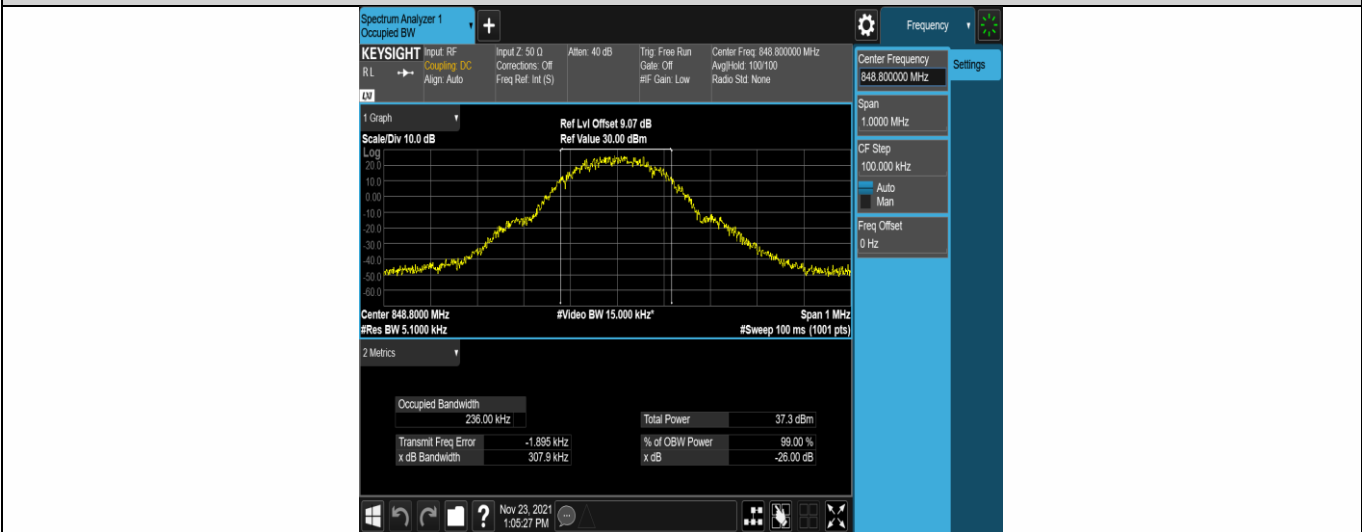 Spectrum Analyzer 1
Occupied BW
Frequency
KEYSIGHT
R L
LXI
Input: RF
Coupling: DC
Align: Auto
Input Z: 50 Ω
Corrections: Off
Freq Ref: Int (S)
Atten: 40 dB
Trig: Free Run
Gate: Off
#IF Gain: Low
Center Freq: 848.800000 MHz
Avg|Hold: 100/100
Radio Std: None
Center Frequency
848.800000 MHz
Settings
Span
1.0000 MHz
CF Step
100.000 kHz
Auto
Man
Freq Offset
0 Hz
1 Graph
Scale/Div 10.0 dB
Ref Lvl Offset 9.07 dB
Ref Value 30.00 dBm
Log
20.0
10.0
0.00
-10.0
-20.0
-30.0
-40.0
-50.0
-60.0
Center 848.8000 MHz
#Res BW 5.1000 kHz
#Video BW 15.000 kHz*
Span 1 MHz
#Sweep 100 ms (1001 pts)
2 Metrics
Occupied Bandwidth
236.00 kHz
Transmit Freq Error -1.895 kHz
x dB Bandwidth 307.9 kHz
Total Power 37.3 dBm
% of OBW Power 99.00 %
x dB -26.00 dB
?
Nov 23, 2021
1:05:27 PM